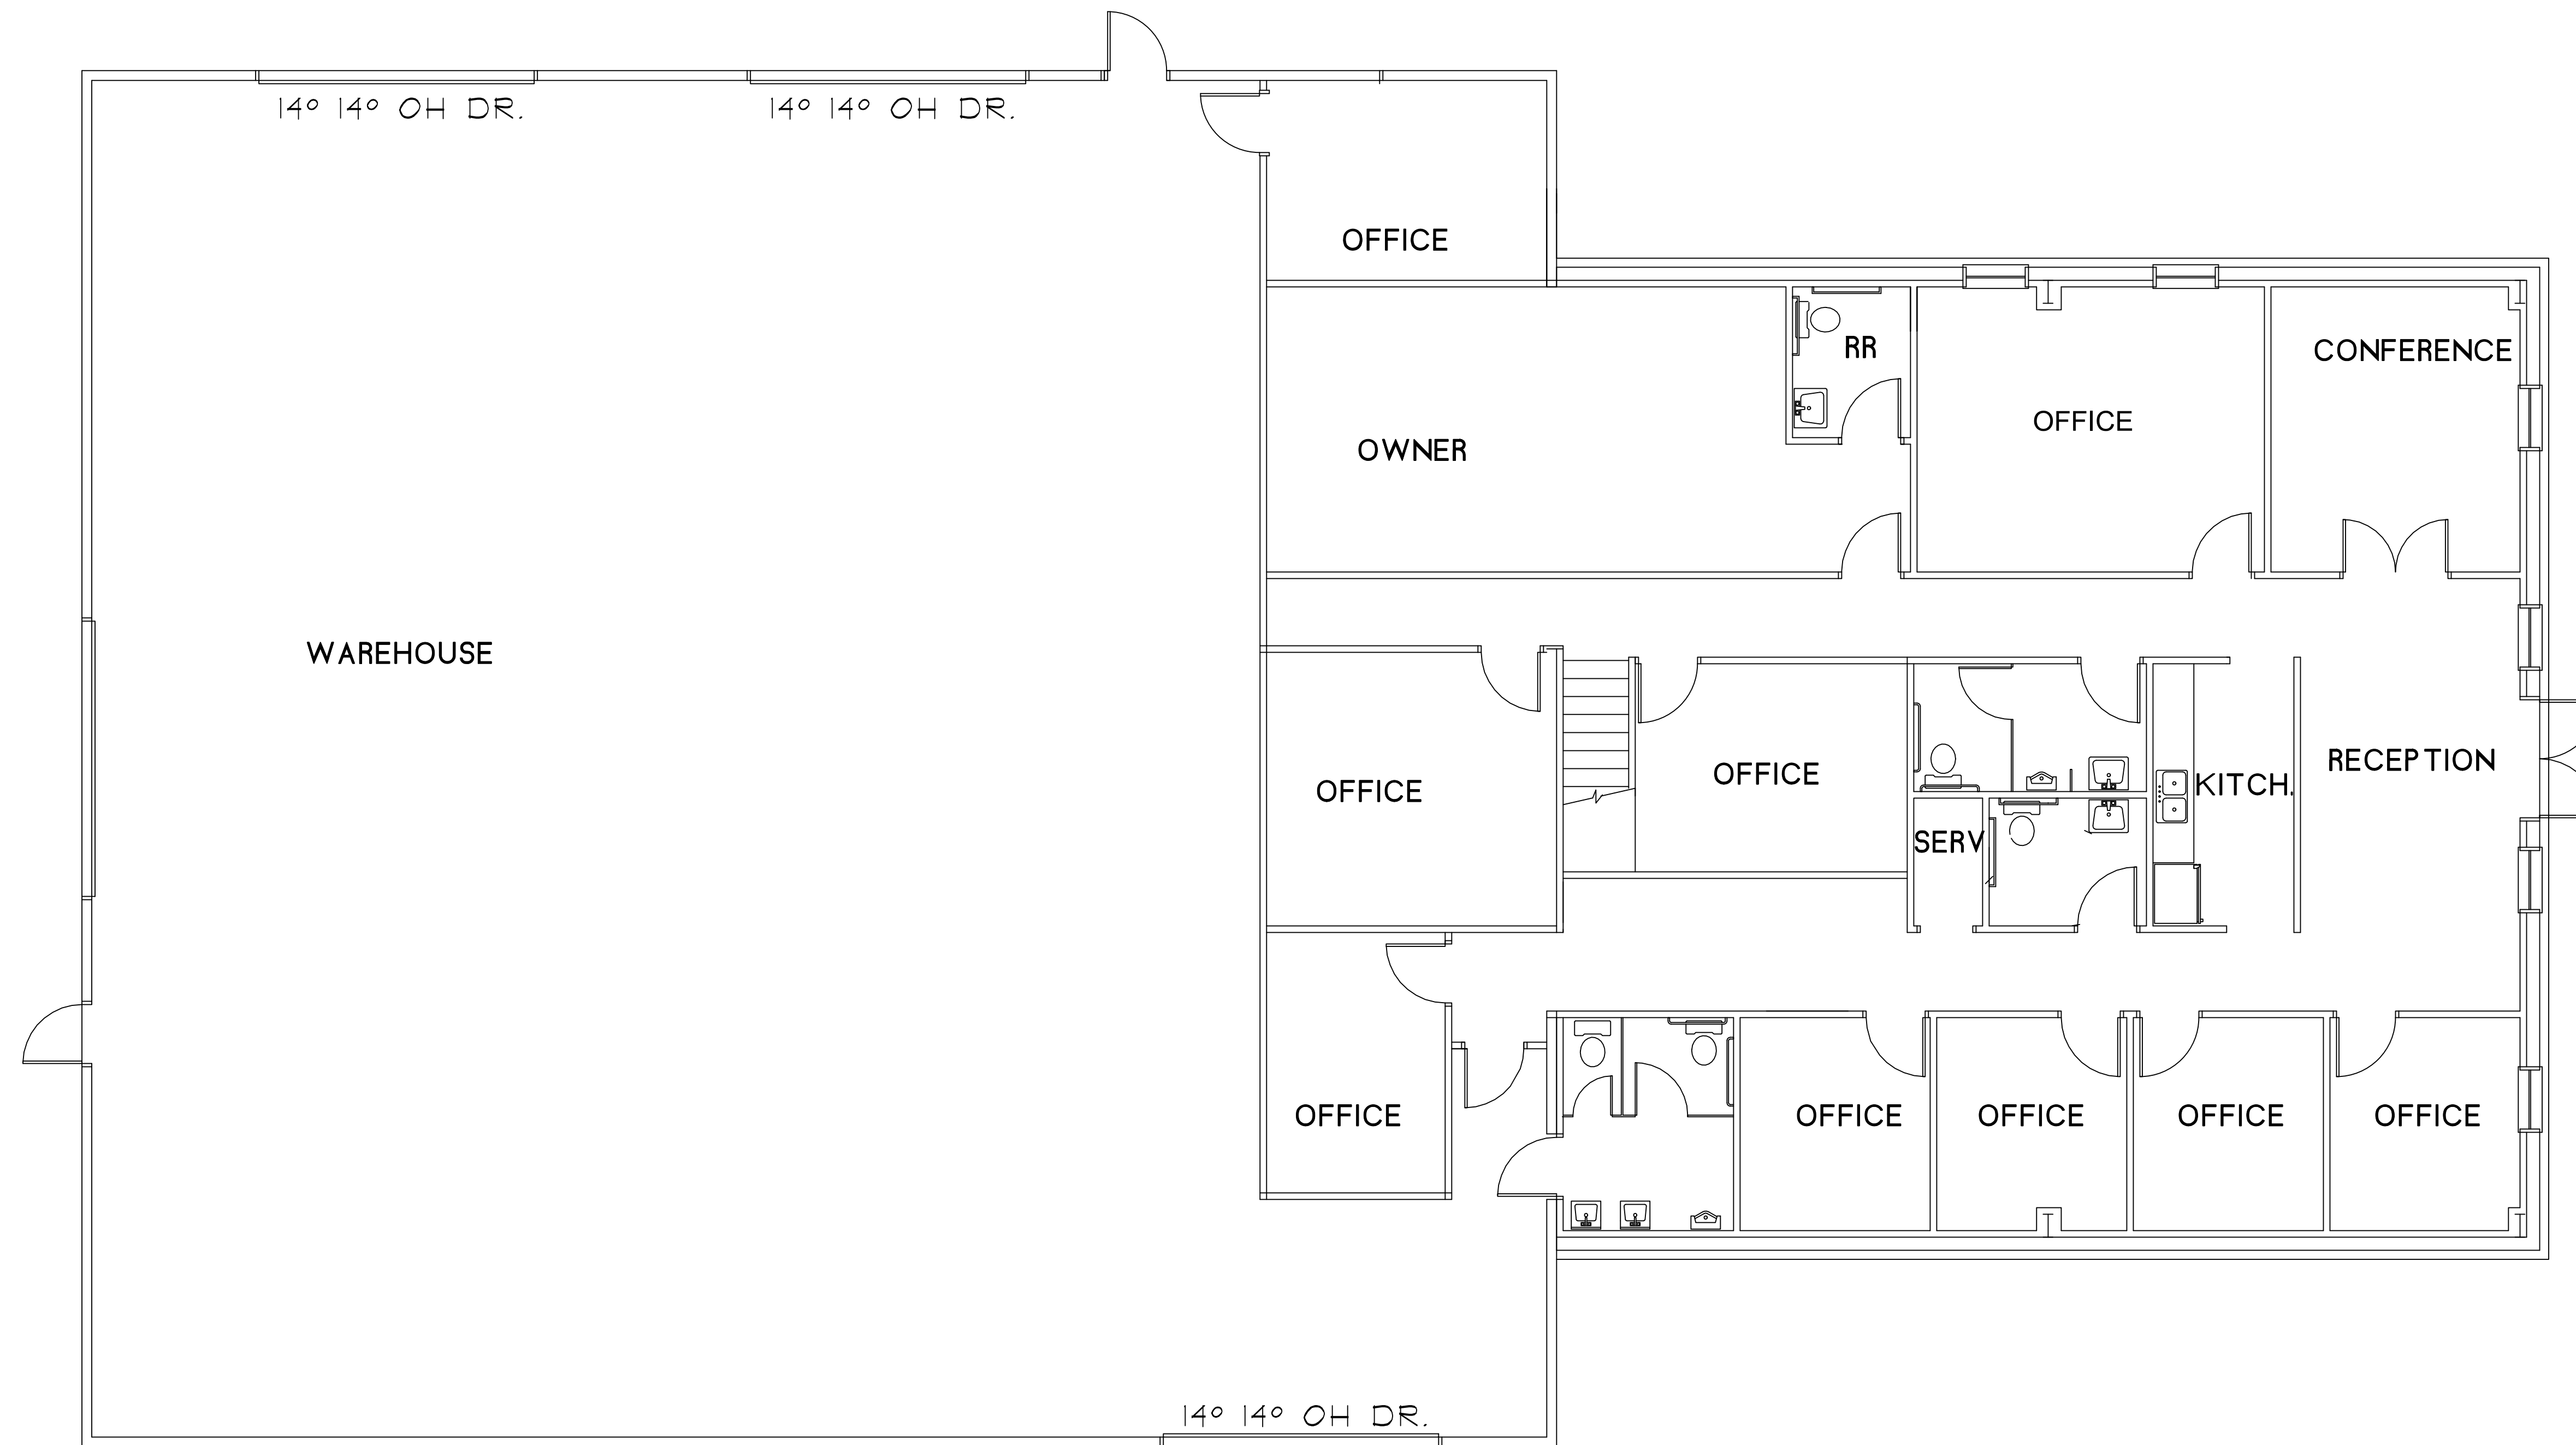 14° 14° OH DR.
14° 14° OH DR.
OFFICE
RR
CONFERENCE
OFFICE
OWNER
WAREHOUSE
RECEPTION
OFFICE
KITCH.
OFFICE
SERV
OFFICE
OFFICE
OFFICE
OFFICE
OFFICE
14° 14° OH DR.